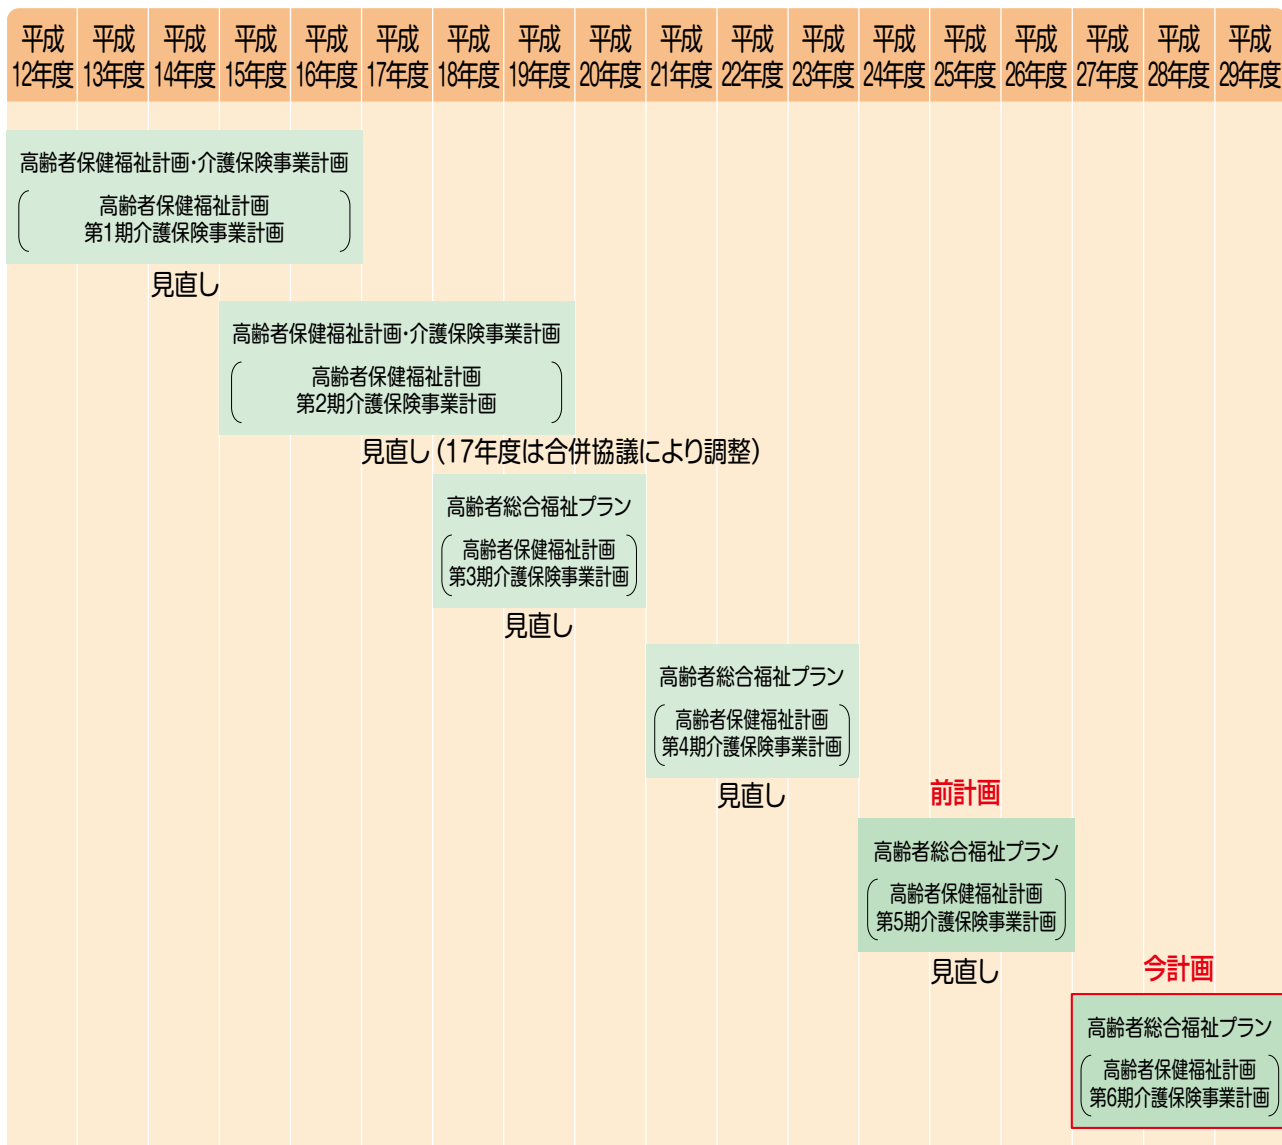 平成 平成 平成 平成 平成 平成 平成 平成 平成 平成 平成 平成 平成 平成 平成 平成 平成 平成
12年度 13年度 14年度 15年度 16年度 17年度 18年度 19年度 20年度 21年度 22年度 23年度 24年度 25年度 26年度 27年度 28年度 29年度
高齢者保健福祉計画・介護保険事業計画
高齢者保健福祉計画
第1期介護保険事業計画
見直し
高齢者保健福祉計画・介護保険事業計画
高齢者保健福祉計画
第2期介護保険事業計画
見直し（17年度は合併協議により調整）
高齢者総合福祉プラン
高齢者保健福祉計画
第3期介護保険事業計画
見直し
高齢者総合福祉プラン
高齢者保健福祉計画
第4期介護保険事業計画
見直し
前計画
高齢者総合福祉プラン
高齢者保健福祉計画
第5期介護保険事業計画
見直し
今計画
高齢者総合福祉プラン
高齢者保健福祉計画
第6期介護保険事業計画